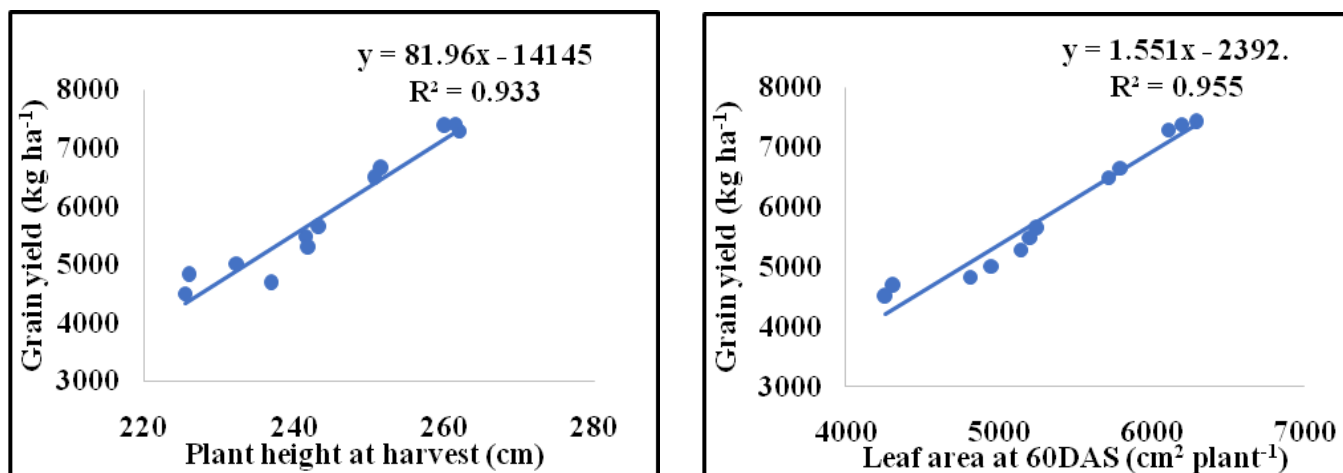 y = 81.96x - 14145
R² = 0.933
Grain yield (kg ha⁻¹)
8000
7000
6000
5000
4000
3000
220 240 260 280
Plant height at harvest (cm)
y = 1.551x - 2392.
R² = 0.955
Grain yield (kg ha⁻¹)
8000
7000
6000
5000
4000
3000
4000 5000 6000 7000
Leaf area at 60DAS (cm² plant⁻¹)